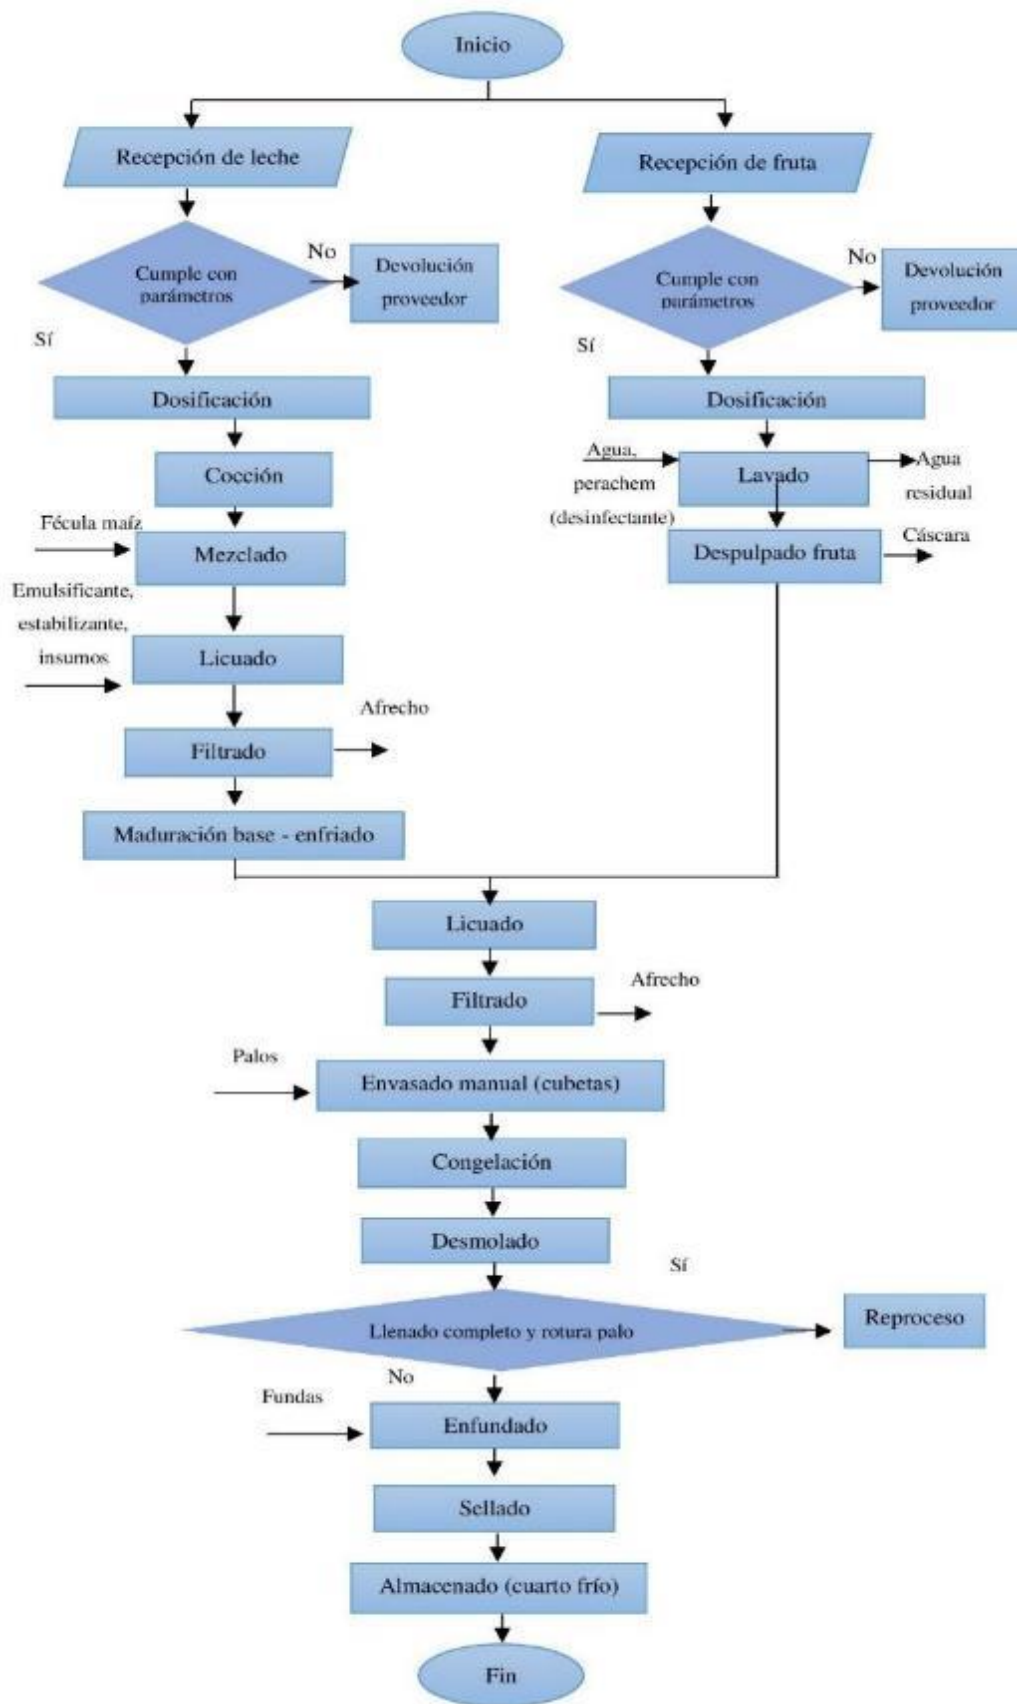 Inicio
Recepción de leche
Recepción de fruta
Cumple con
parámetros
No
Devolución
proveedor
Sí
Cumple con
parámetros
No
Devolución
proveedor
Sí
Dosificación
Cocción
Fécula maíz
Mezclado
Emulsificante,
estabilizante,
insumos
Licuado
Filtrado
Afrecho
Maduración base - enfriado
Dosificación
Agua,
perachem
(desinfectante)
Lavado
Agua
residual
Despulpado fruta
Cáscara
Licuado
Filtrado
Afrecho
Palos
Envasado manual (cubetas)
Congelación
Desmolado
Sí
Llenado completo y rotura palo
Reproceso
No
Fundas
Enfundado
Sellado
Almacenado (cuarto frío)
Fin